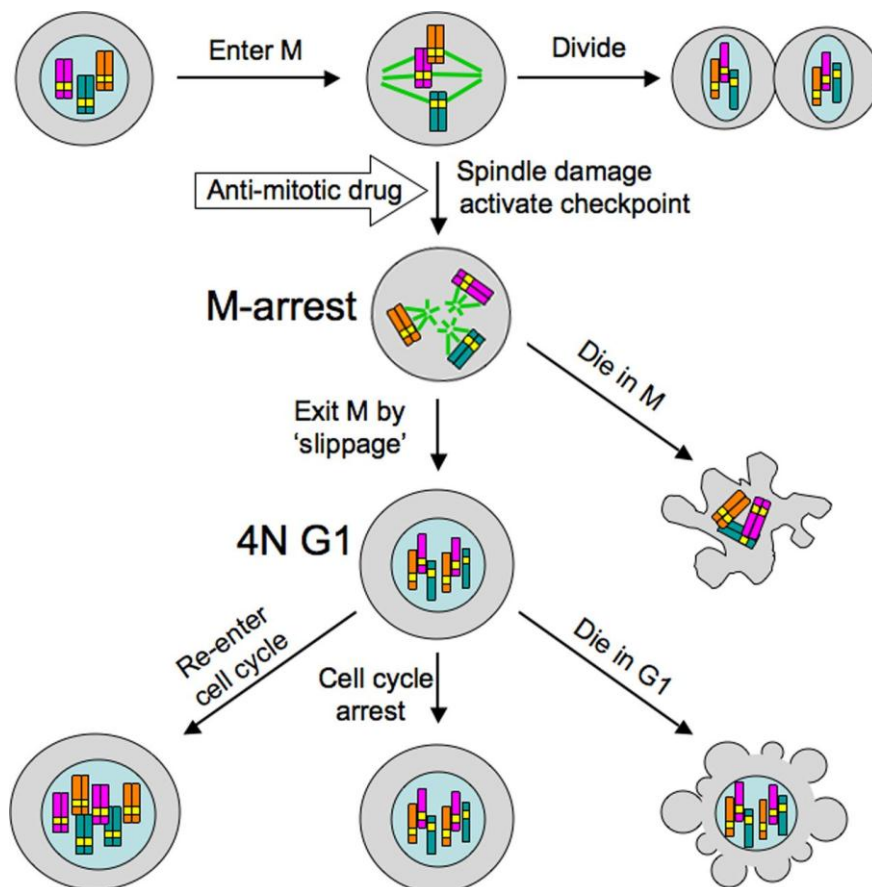 Enter M
Divide
Anti-mitotic drug
Spindle damage
activate checkpoint
M-arrest
Die in M
Exit M by
‘slippage’
4N G1
Re-enter
cell cycle
Cell cycle
arrest
Die in G1